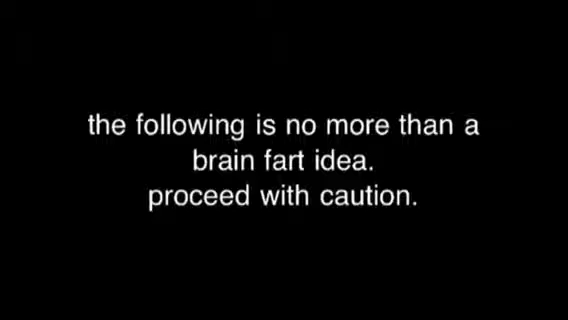 the following is no more than a
brain fart idea.
proceed with caution.